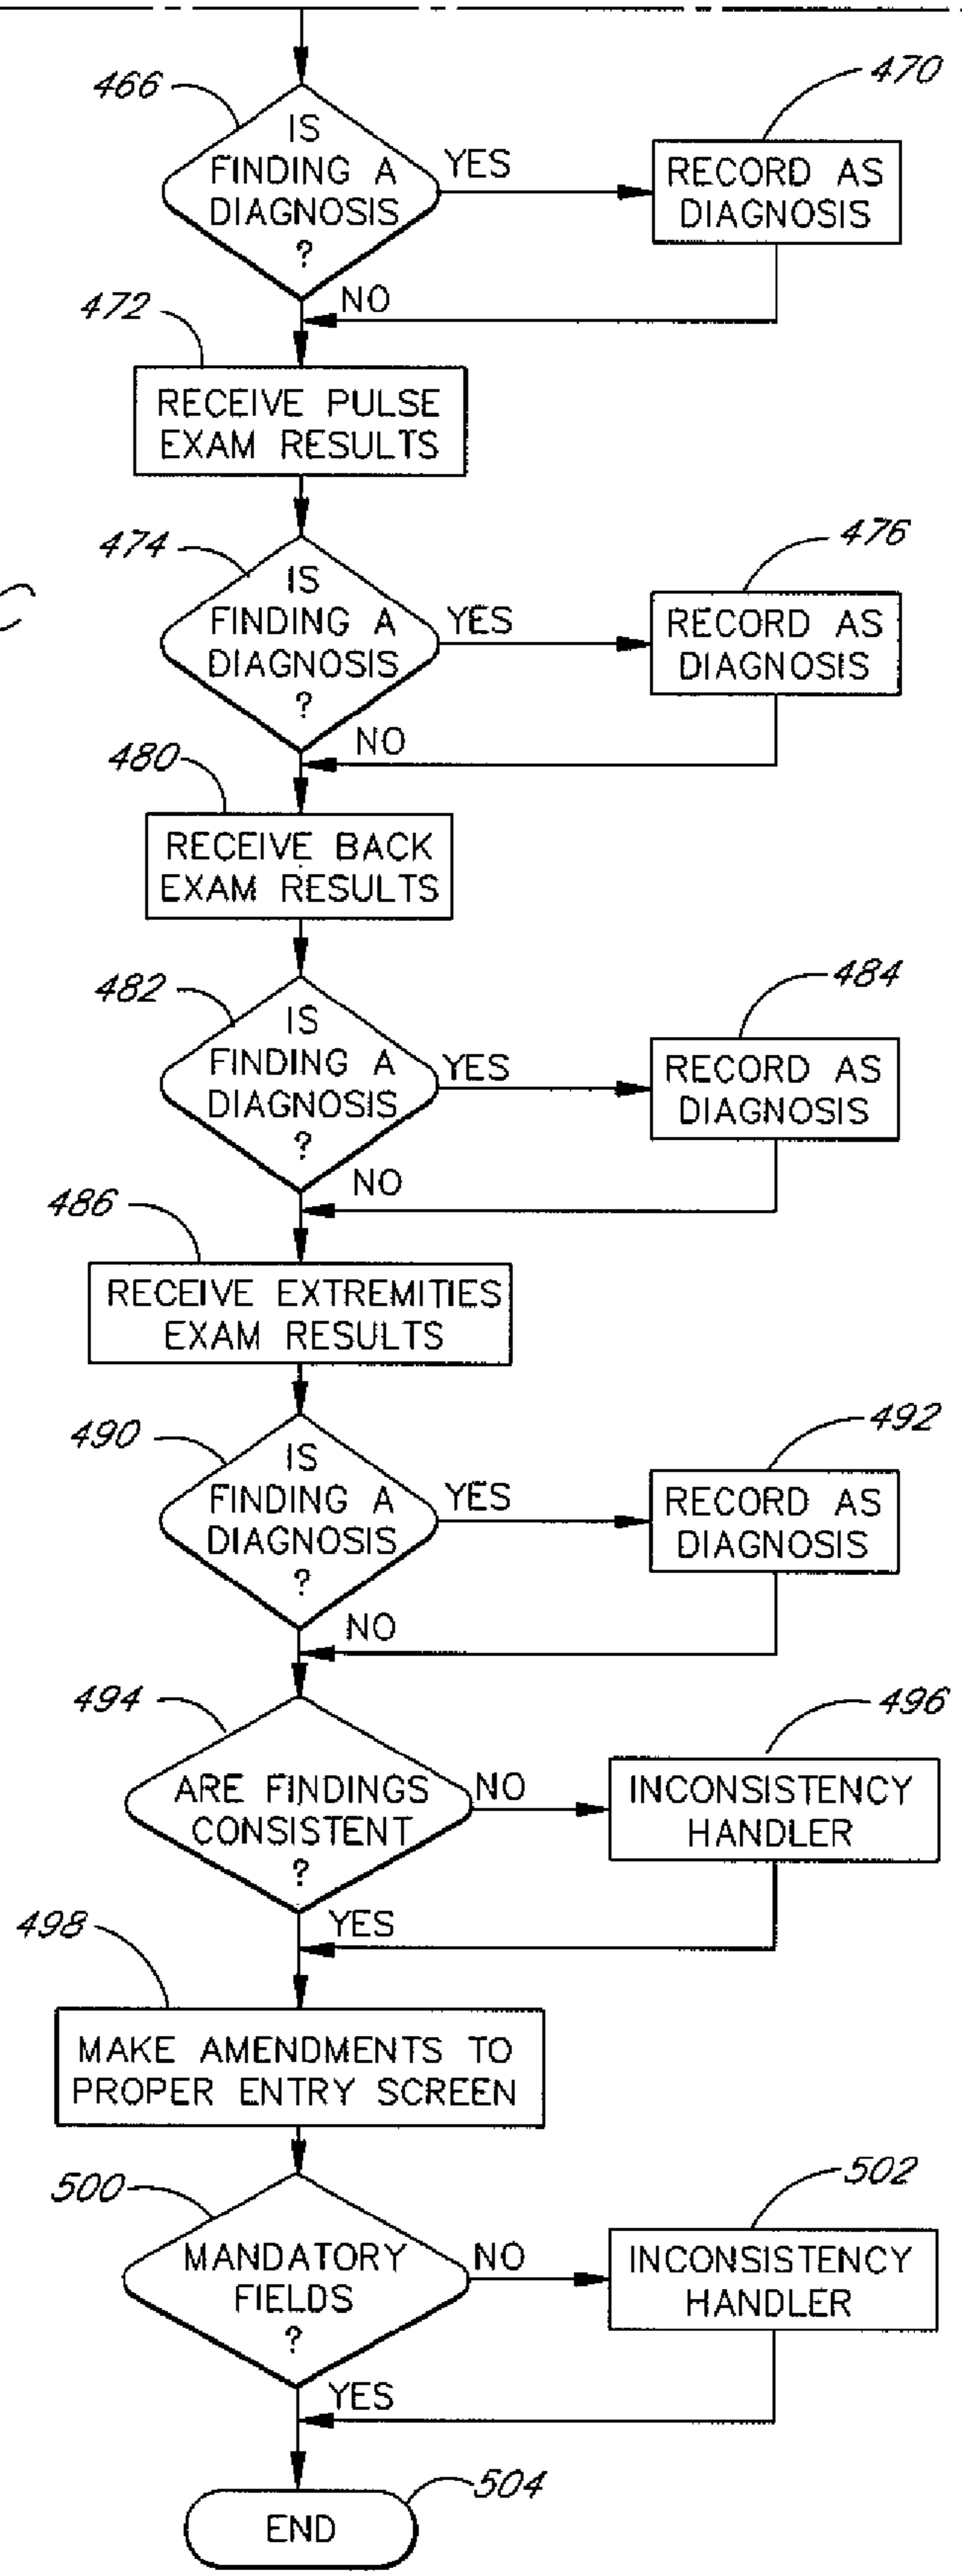 466
IS
FINDING A
DIAGNOSIS
?
YES
470
RECORD AS
DIAGNOSIS
NO
472
RECEIVE PULSE
EXAM RESULTS
474
IS
FINDING A
DIAGNOSIS
?
YES
476
RECORD AS
DIAGNOSIS
NO
480
RECEIVE BACK
EXAM RESULTS
482
IS
FINDING A
DIAGNOSIS
?
YES
484
RECORD AS
DIAGNOSIS
NO
486
RECEIVE EXTREMITIES
EXAM RESULTS
490
IS
FINDING A
DIAGNOSIS
?
YES
492
RECORD AS
DIAGNOSIS
NO
494
ARE FINDINGS
CONSISTENT
?
NO
496
INCONSISTENCY
HANDLER
YES
498
MAKE AMENDMENTS TO
PROPER ENTRY SCREEN
500
MANDATORY
FIELDS
?
NO
502
INCONSISTENCY
HANDLER
YES
504
END